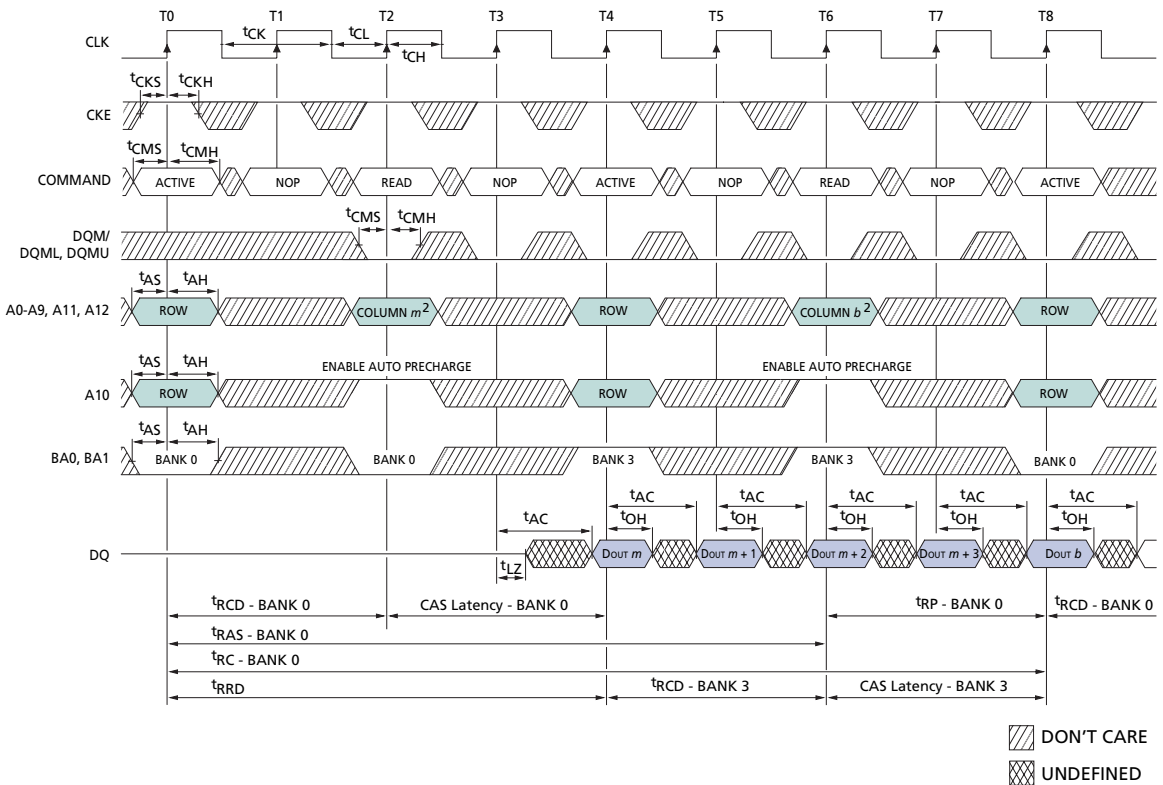 T0 T1 T2 T3 T4 T5 T6 T7 T8
CLK
tCK tCL tCH
tCKS tCKH
CKE
tCMS tCMH
COMMAND ACTIVE NOP READ NOP ACTIVE NOP READ NOP ACTIVE
tCMS tCMH
DQM/
DQML, DQMU
tAS tAH
A0-A9, A11, A12 ROW COLUMN m2 ROW COLUMN b2 ROW
tAS tAH ENABLE AUTO PRECHARGE ENABLE AUTO PRECHARGE
A10 ROW ROW ROW
tAS tAH
BA0, BA1 BANK 0 BANK 0 BANK 3 BANK 3 BANK 0
tAC tAC tAC tAC tAC tAC
tOH tOH tOH tOH tOH
DQ DOUT m DOUT m + 1 DOUT m + 2 DOUT m + 3 DOUT b
tLZ
tRCD - BANK 0 CAS Latency - BANK 0 tRP - BANK 0 tRCD - BANK 0
tRAS - BANK 0
tRC - BANK 0
tRRD tRCD - BANK 3 CAS Latency - BANK 3
DON'T CARE
UNDEFINED